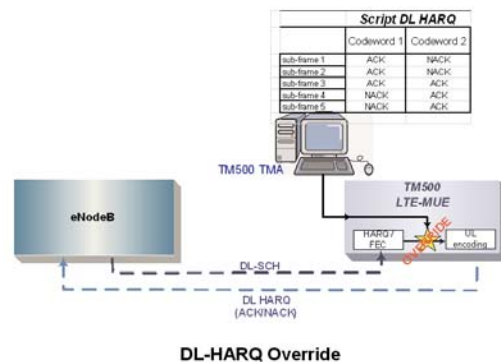 Script DL HARQ
Codeword 1 Codeword 2
sub-frame 1 ACK NACK
sub-frame 2 ACK NACK
sub-frame 3 ACK ACK
sub-frame 4 NACK ACK
sub-frame 5 NACK ACK
TM500 TMA
TM500
LTE-MUE
eNodeB
HARQ /
FEC
OVERRIDE
UL
encoding
DL-SCH
DL HARQ
(ACK/NACK)
DL-HARQ Override